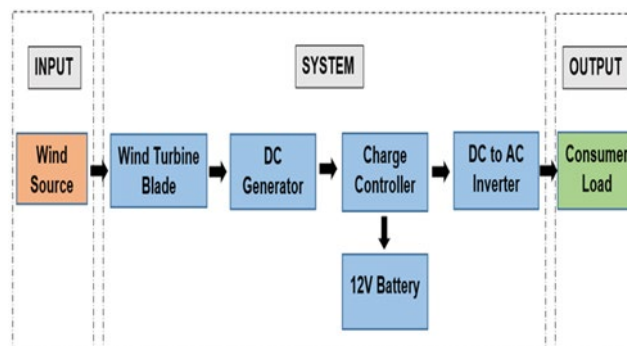 INPUT
SYSTEM
OUTPUT
Wind
Source
Wind Turbine
Blade
DC
Generator
Charge
Controller
DC to AC
Inverter
Consumer
Load
12V Battery